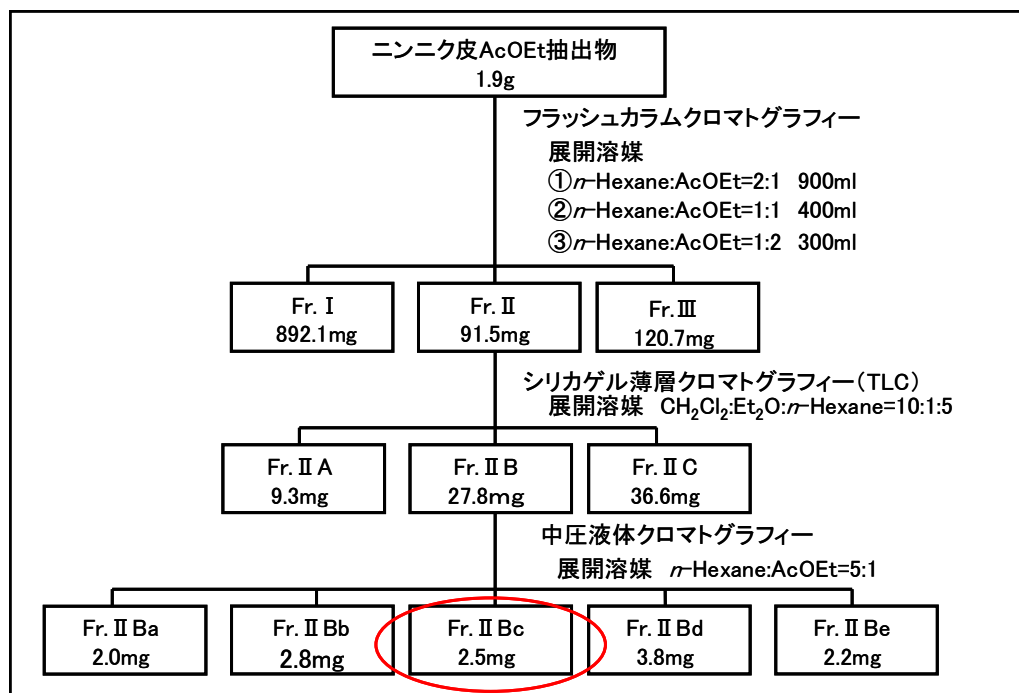 ニンニク皮AcOEt抽出物
1.9g
フラッシュカラムクロマトグラフィー
展開溶媒
①n-Hexane:AcOEt=2:1 900ml
②n-Hexane:AcOEt=1:1 400ml
③n-Hexane:AcOEt=1:2 300ml
Fr.Ⅰ
892.1mg
Fr.Ⅱ
91.5mg
Fr.Ⅲ
120.7mg
シリカゲル薄層クロマトグラフィー(TLC)
展開溶媒 CH₂Cl₂:Et₂O:n-Hexane=10:1:5
Fr.ⅡA
9.3mg
Fr.ⅡB
27.8mg
Fr.ⅡC
36.6mg
中圧液体クロマトグラフィー
展開溶媒 n-Hexane:AcOEt=5:1
Fr.ⅡBa
2.0mg
Fr.ⅡBb
2.8mg
Fr.ⅡBc
2.5mg
Fr.ⅡBd
3.8mg
Fr.ⅡBe
2.2mg